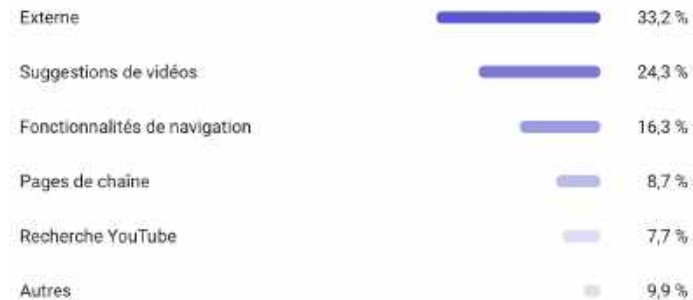 Externe 33,2 %
Suggestions de vidéos 24,3 %
Fonctionnalités de navigation 16,3 %
Pages de chaîne 8,7 %
Recherche YouTube 7,7 %
Autres 9,9 %